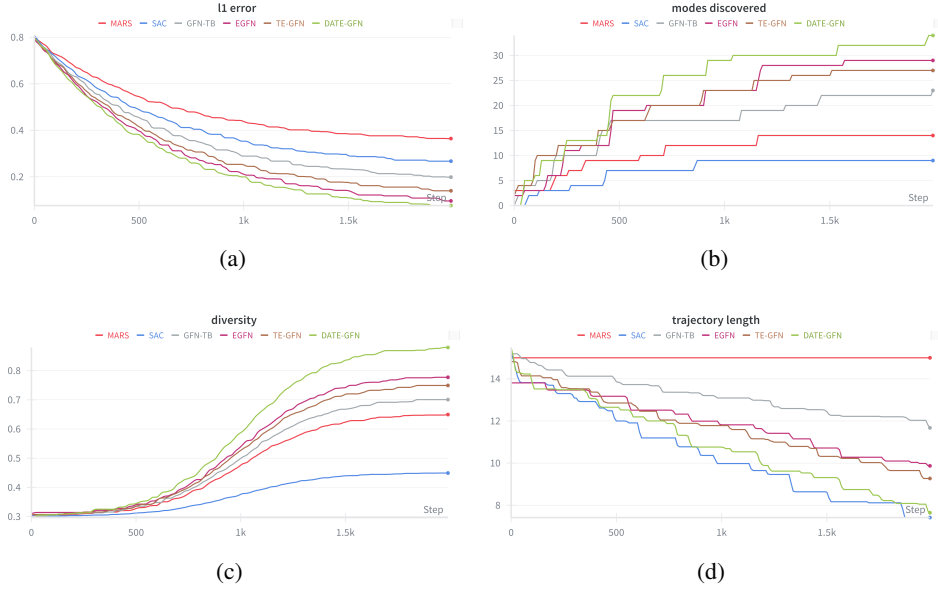 l1 error
MARS SAC GFN-TB EGFN TE-GFN DATE-GFN
0.8
0.6
0.4
0.2
Step
0 500 1k 1.5k
(a)
modes discovered
MARS SAC GFN-TB EGFN TE-GFN DATE-GFN
30
25
20
15
10
5
0
Step
0 500 1k 1.5k
(b)
diversity
MARS SAC GFN-TB EGFN TE-GFN DATE-GFN
0.8
0.7
0.6
0.5
0.4
0.3
Step
0 500 1k 1.5k
(c)
trajectory length
MARS SAC GFN-TB EGFN TE-GFN DATE-GFN
14
12
10
8
Step
0 500 1k 1.5k
(d)